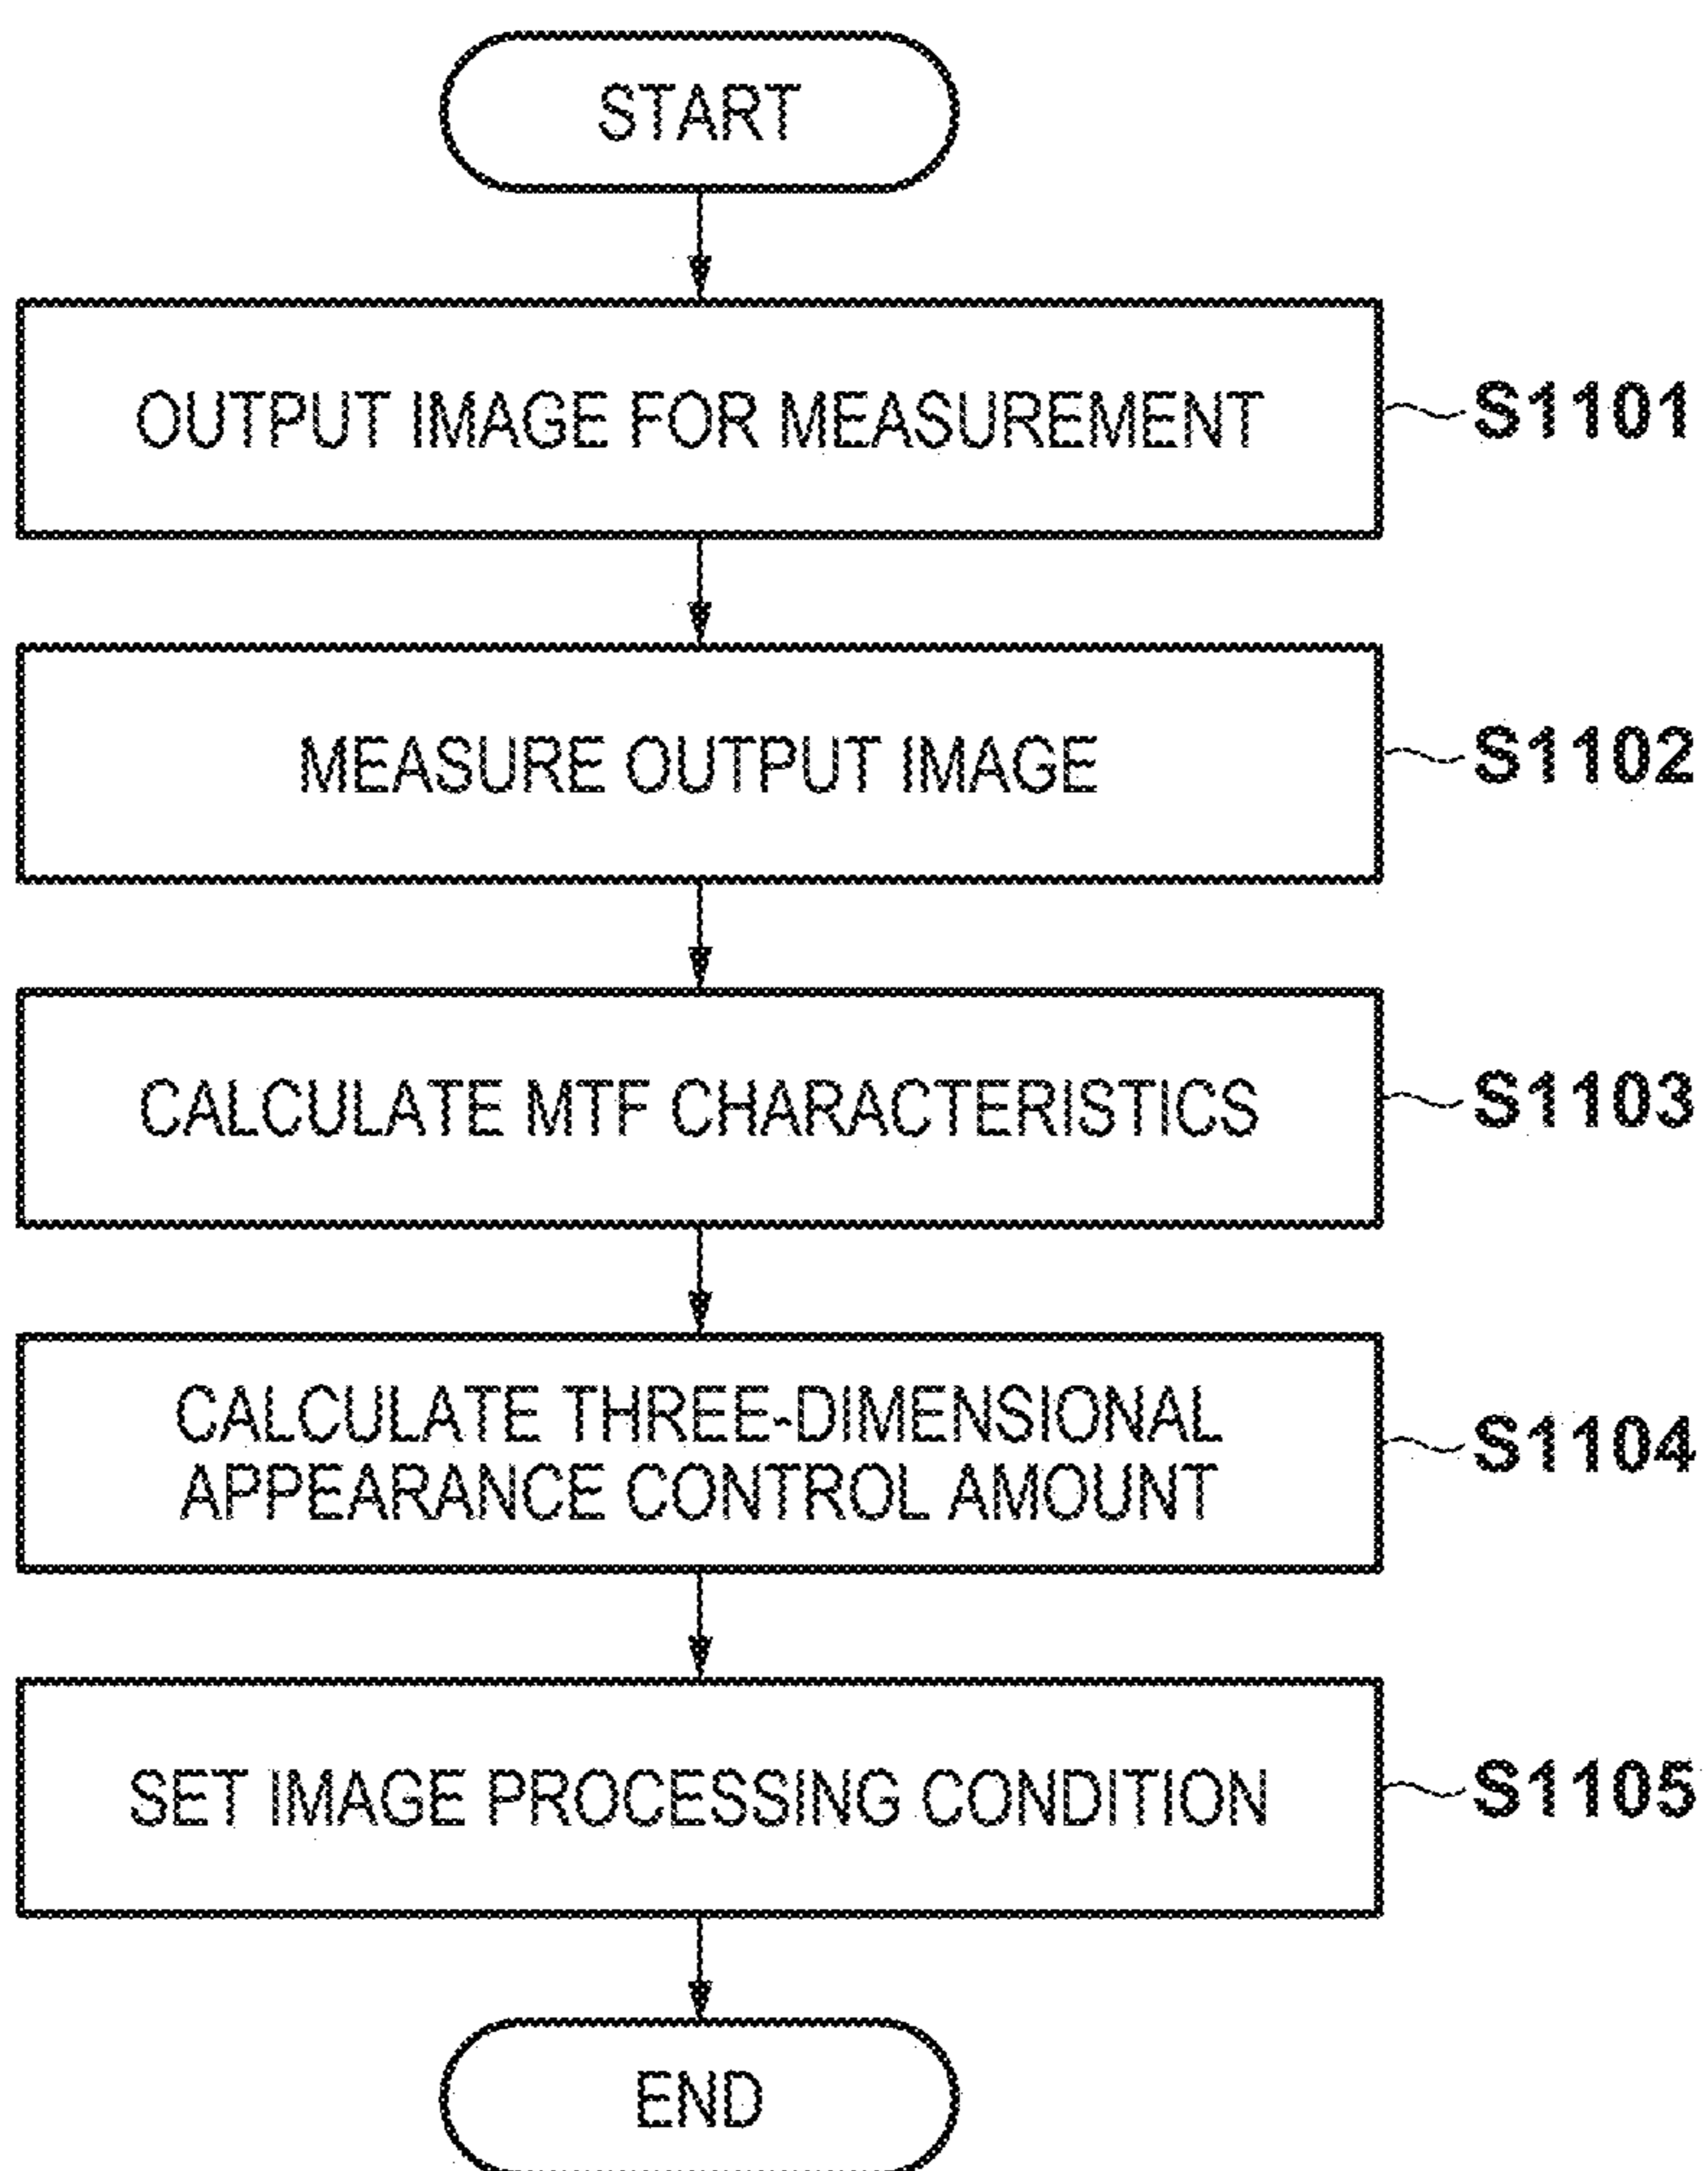 START
OUTPUT IMAGE FOR MEASUREMENT
S1101
MEASURE OUTPUT IMAGE
S1102
CALCULATE MTF CHARACTERISTICS
S1103
CALCULATE THREE-DIMENSIONAL
APPEARANCE CONTROL AMOUNT
S1104
SET IMAGE PROCESSING CONDITION
S1105
END